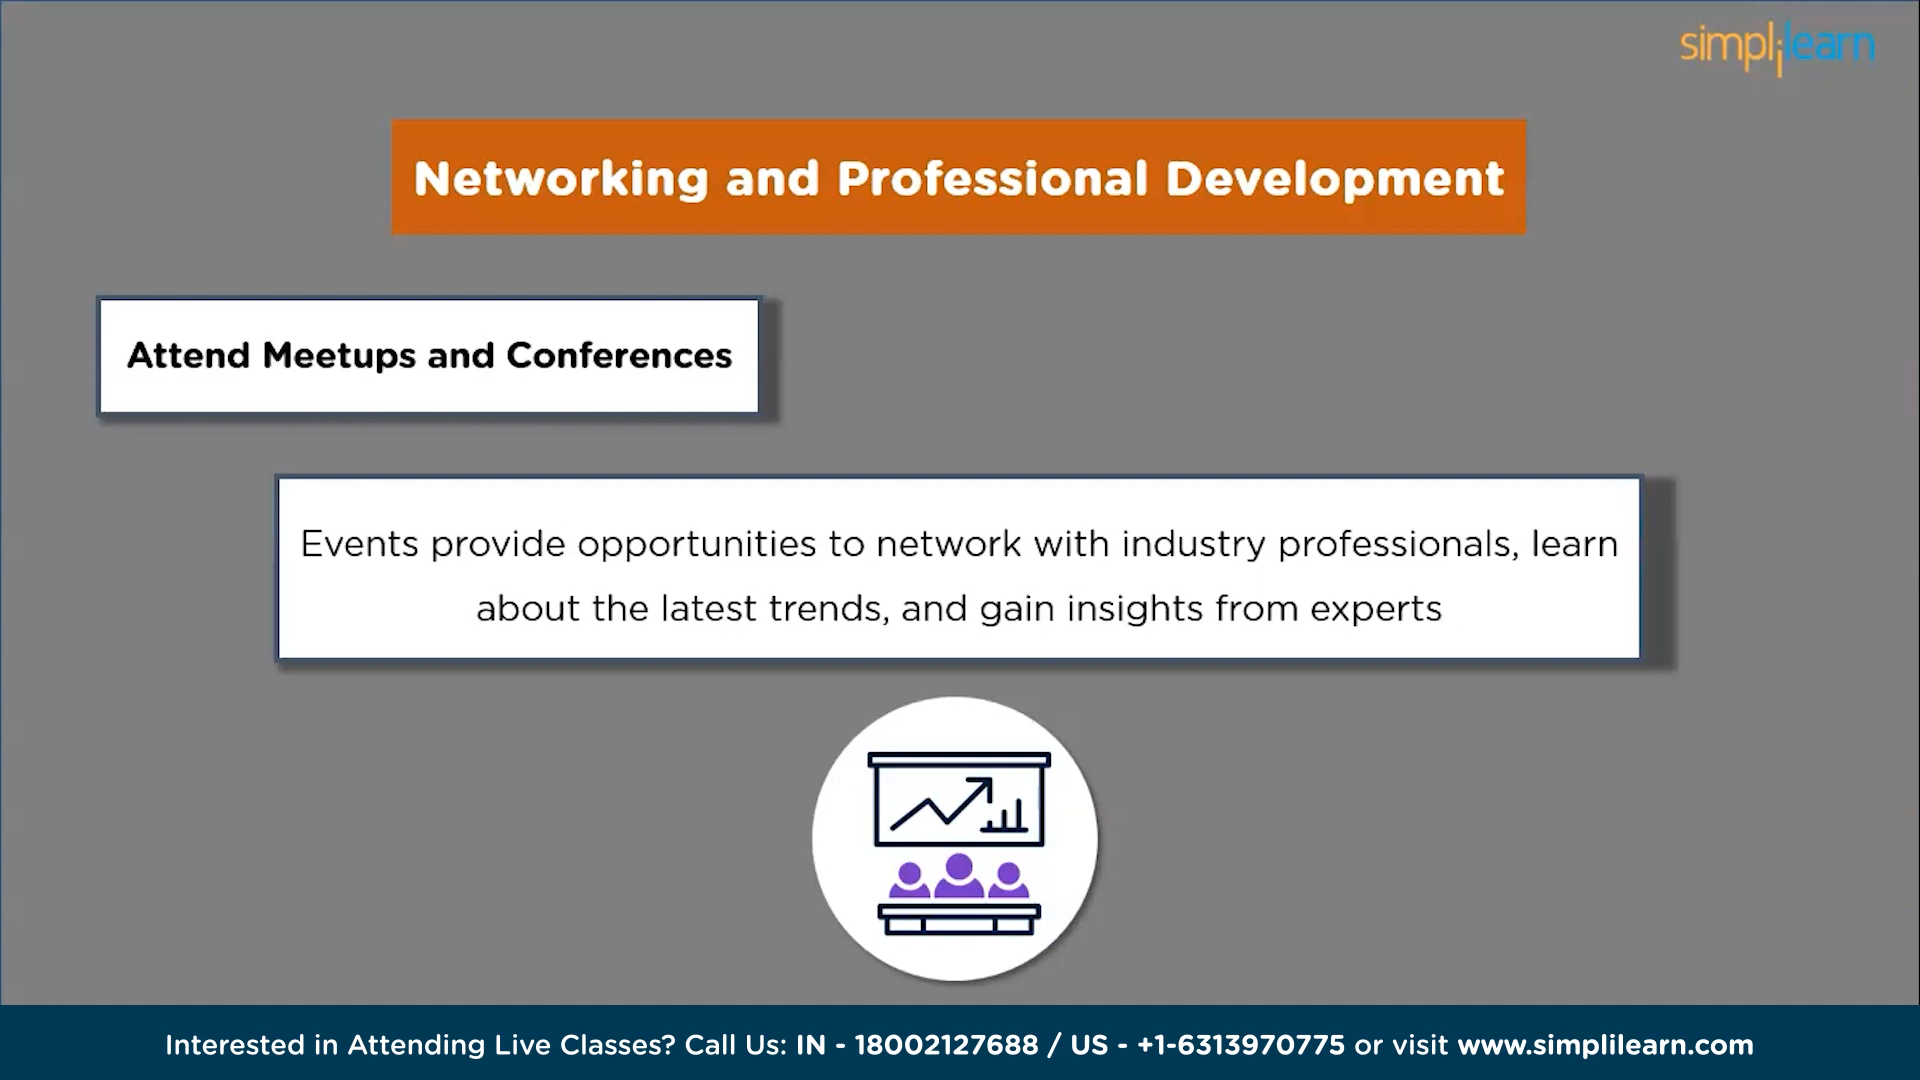 simplilearn
Networking and Professional Development
Attend Meetups and Conferences
Events provide opportunities to network with industry professionals, learn
about the latest trends, and gain insights from experts
Interested in Attending Live Classes? Call Us: IN - 18002127688 / US - +1-6313970775 or visit www.simplilearn.com